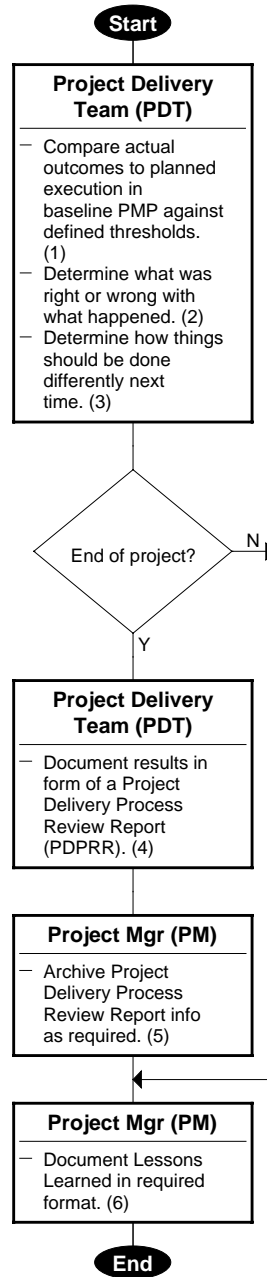 Start
Project Delivery
Team (PDT)
— Compare actual
outcomes to planned
execution in
baseline PMP against
defined thresholds.
(1)
— Determine what was
right or wrong with
what happened. (2)
— Determine how things
should be done
differently next
time. (3)
End of project?
N
Y
Project Delivery
Team (PDT)
— Document results in
form of a Project
Delivery Process
Review Report
(PDPRR). (4)
Project Mgr (PM)
— Archive Project
Delivery Process
Review Report info
as required. (5)
Project Mgr (PM)
— Document Lessons
Learned in required
format. (6)
End